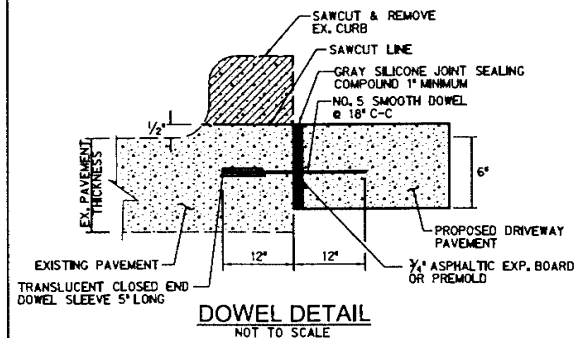 SAWCUT & REMOVE
EX. CURB
SAWCUT LINE
GRAY SILICONE JOINT SEALING
COMPOUND 1" MINIMUM
NO. 5 SMOOTH DOWEL
@ 18" C-C
1/2"
EX. PAVEMENT
THICKNESS
6"
PROPOSED DRIVEWAY
PAVEMENT
EXISTING PAVEMENT
12"
12"
3/4" ASPHALTIC EXP. BOARD
OR PREMOLD
TRANSLUCENT CLOSED END
DOWEL SLEEVE 5" LONG
DOWEL DETAIL
NOT TO SCALE